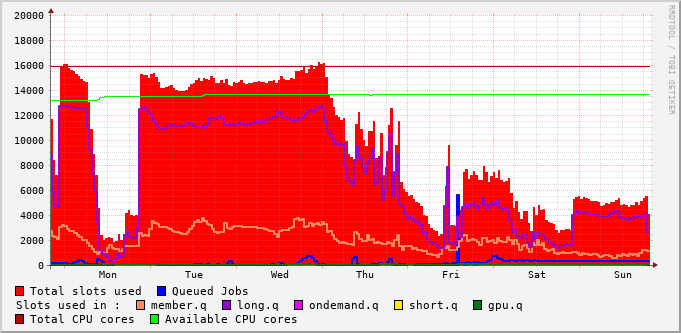 20000
18000
16000
14000
12000
10000
8000
6000
4000
2000
0
Mon Tue Wed Thu Fri Sat Sun
RRDTOOL / TOBI OETIKER
Total slots used Queued Jobs
Slots used in : member.q long.q ondemand.q short.q gpu.q
Total CPU cores Available CPU cores